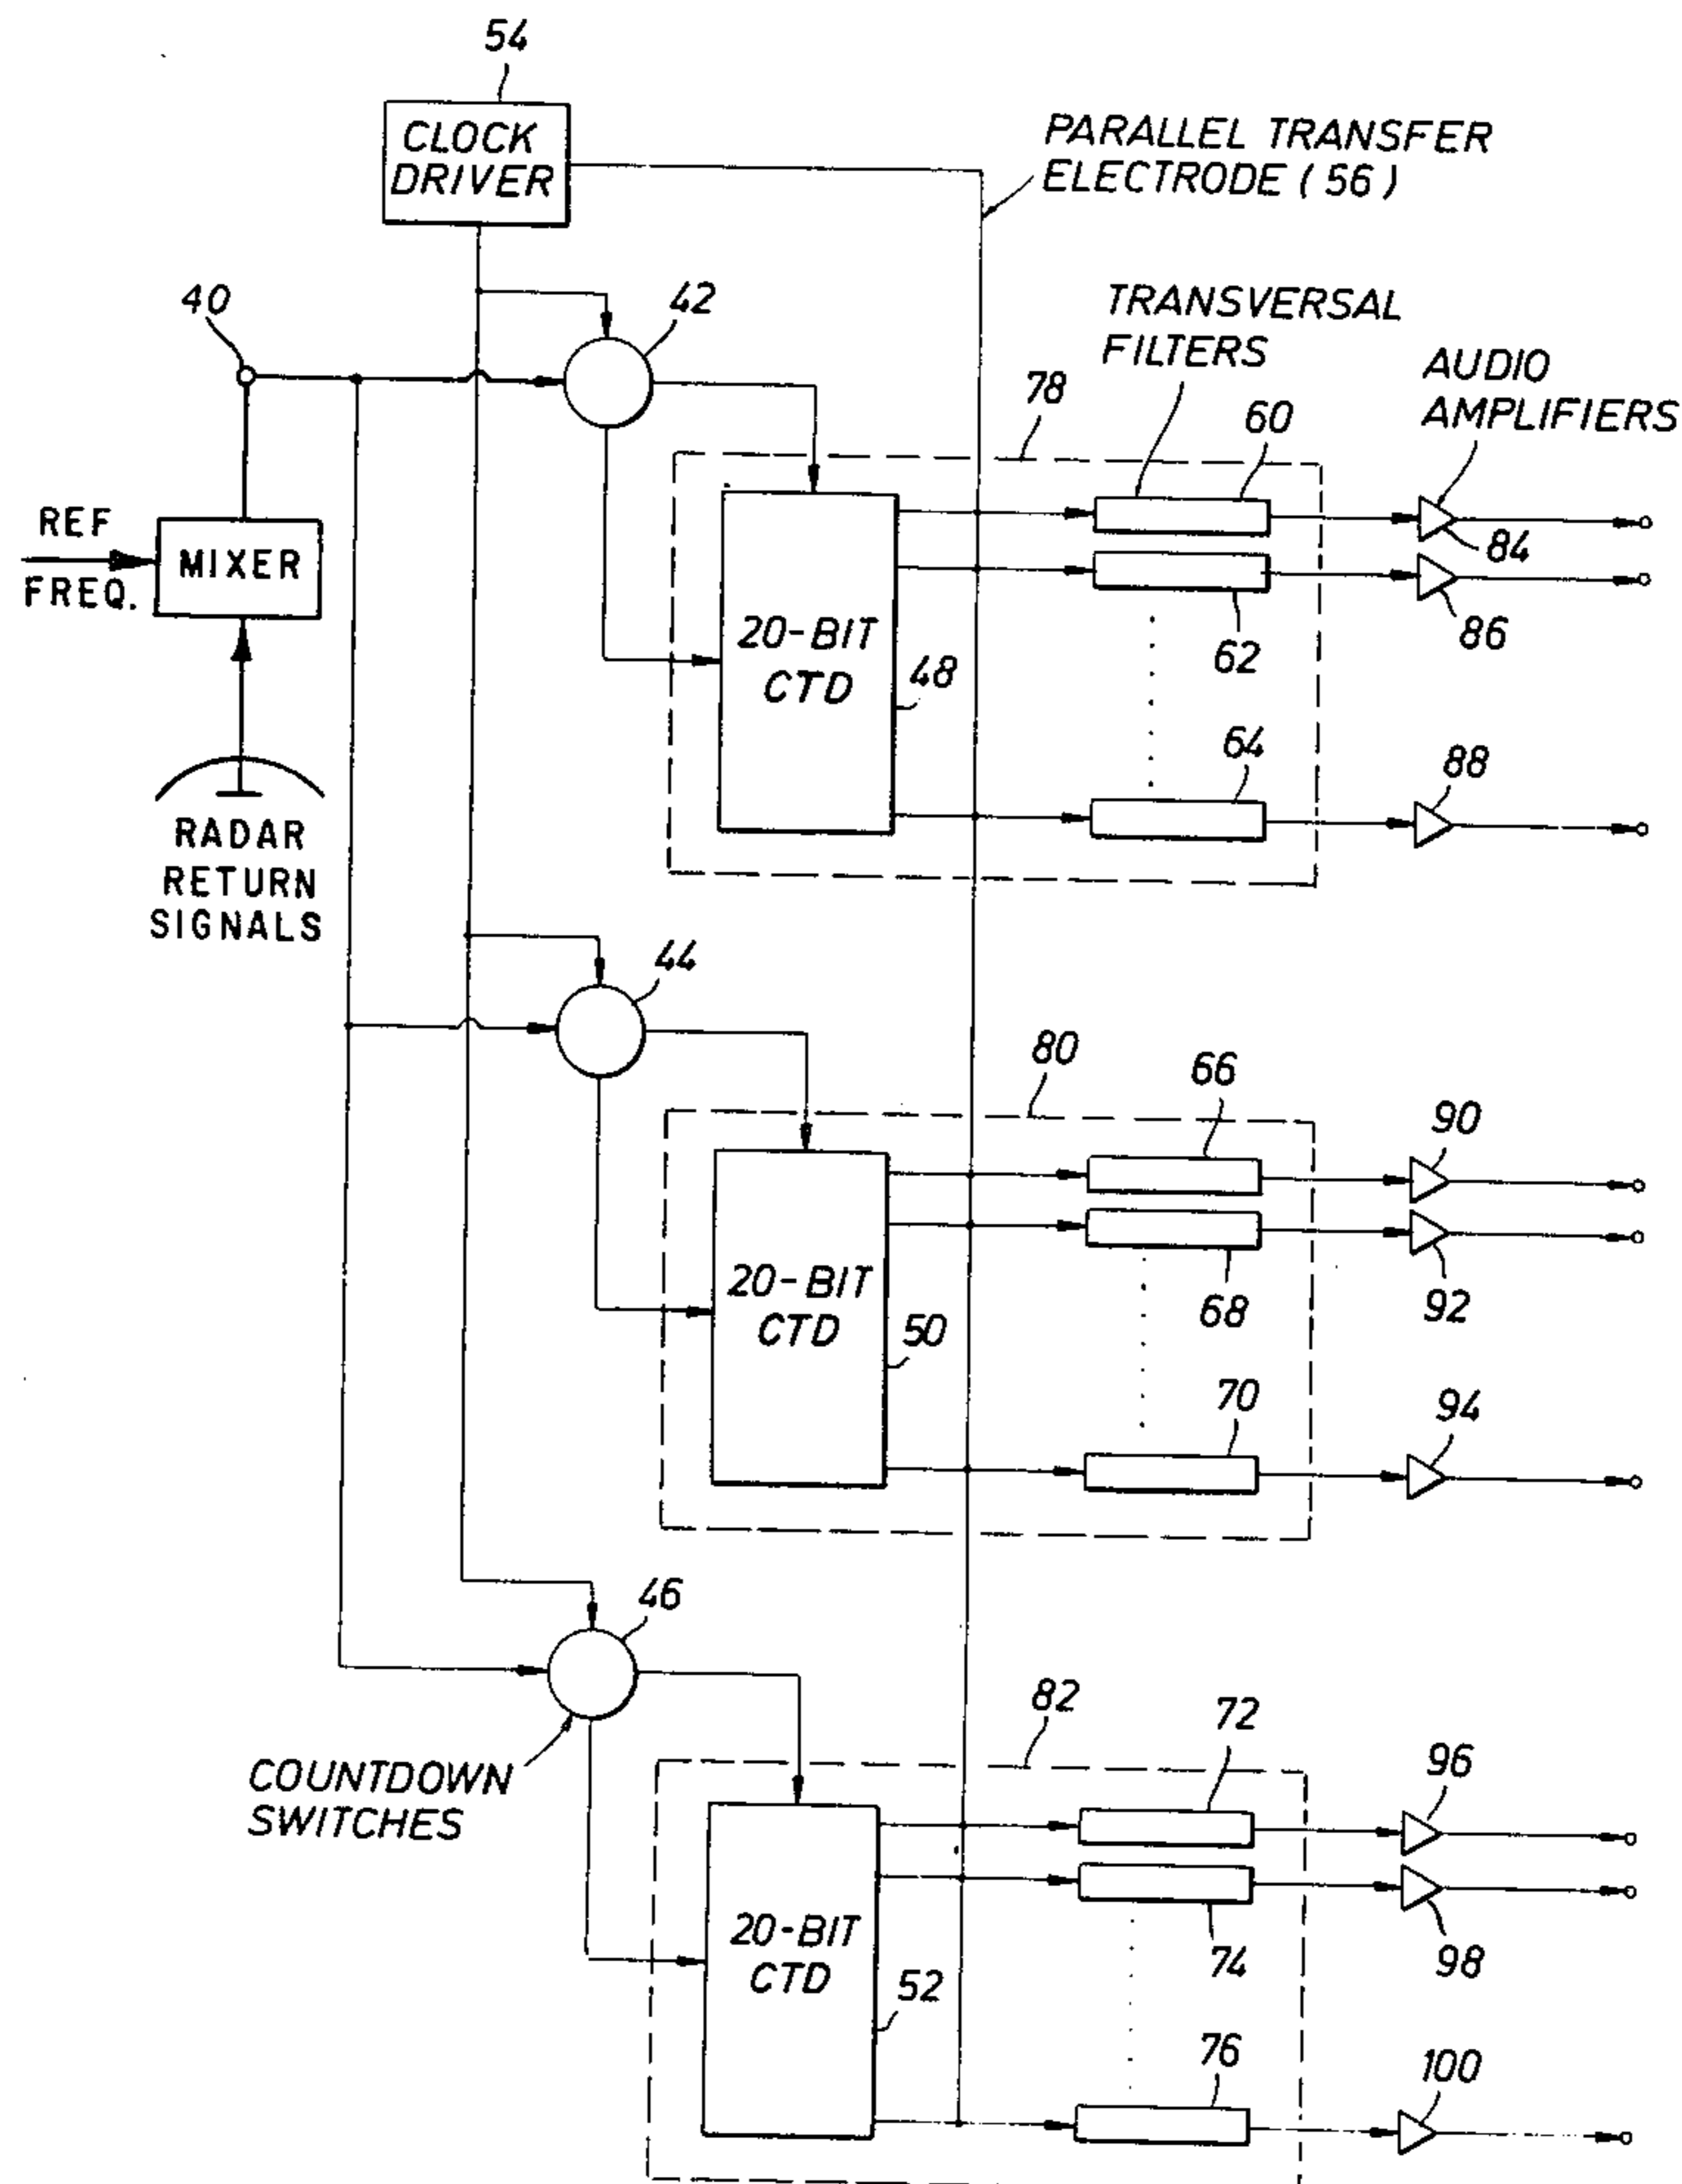 54
CLOCK
DRIVER
PARALLEL TRANSFER
ELECTRODE (56)
40
42
TRANSVERSAL
FILTERS
AUDIO
AMPLIFIERS
78
60
REF
FREQ.
MIXER
84
62
86
20-BIT
CTD
48
64
88
RADAR
RETURN
SIGNALS
44
80
66
90
20-BIT
CTD
50
68
92
70
94
46
COUNTDOWN
SWITCHES
82
72
96
20-BIT
CTD
52
74
98
76
100